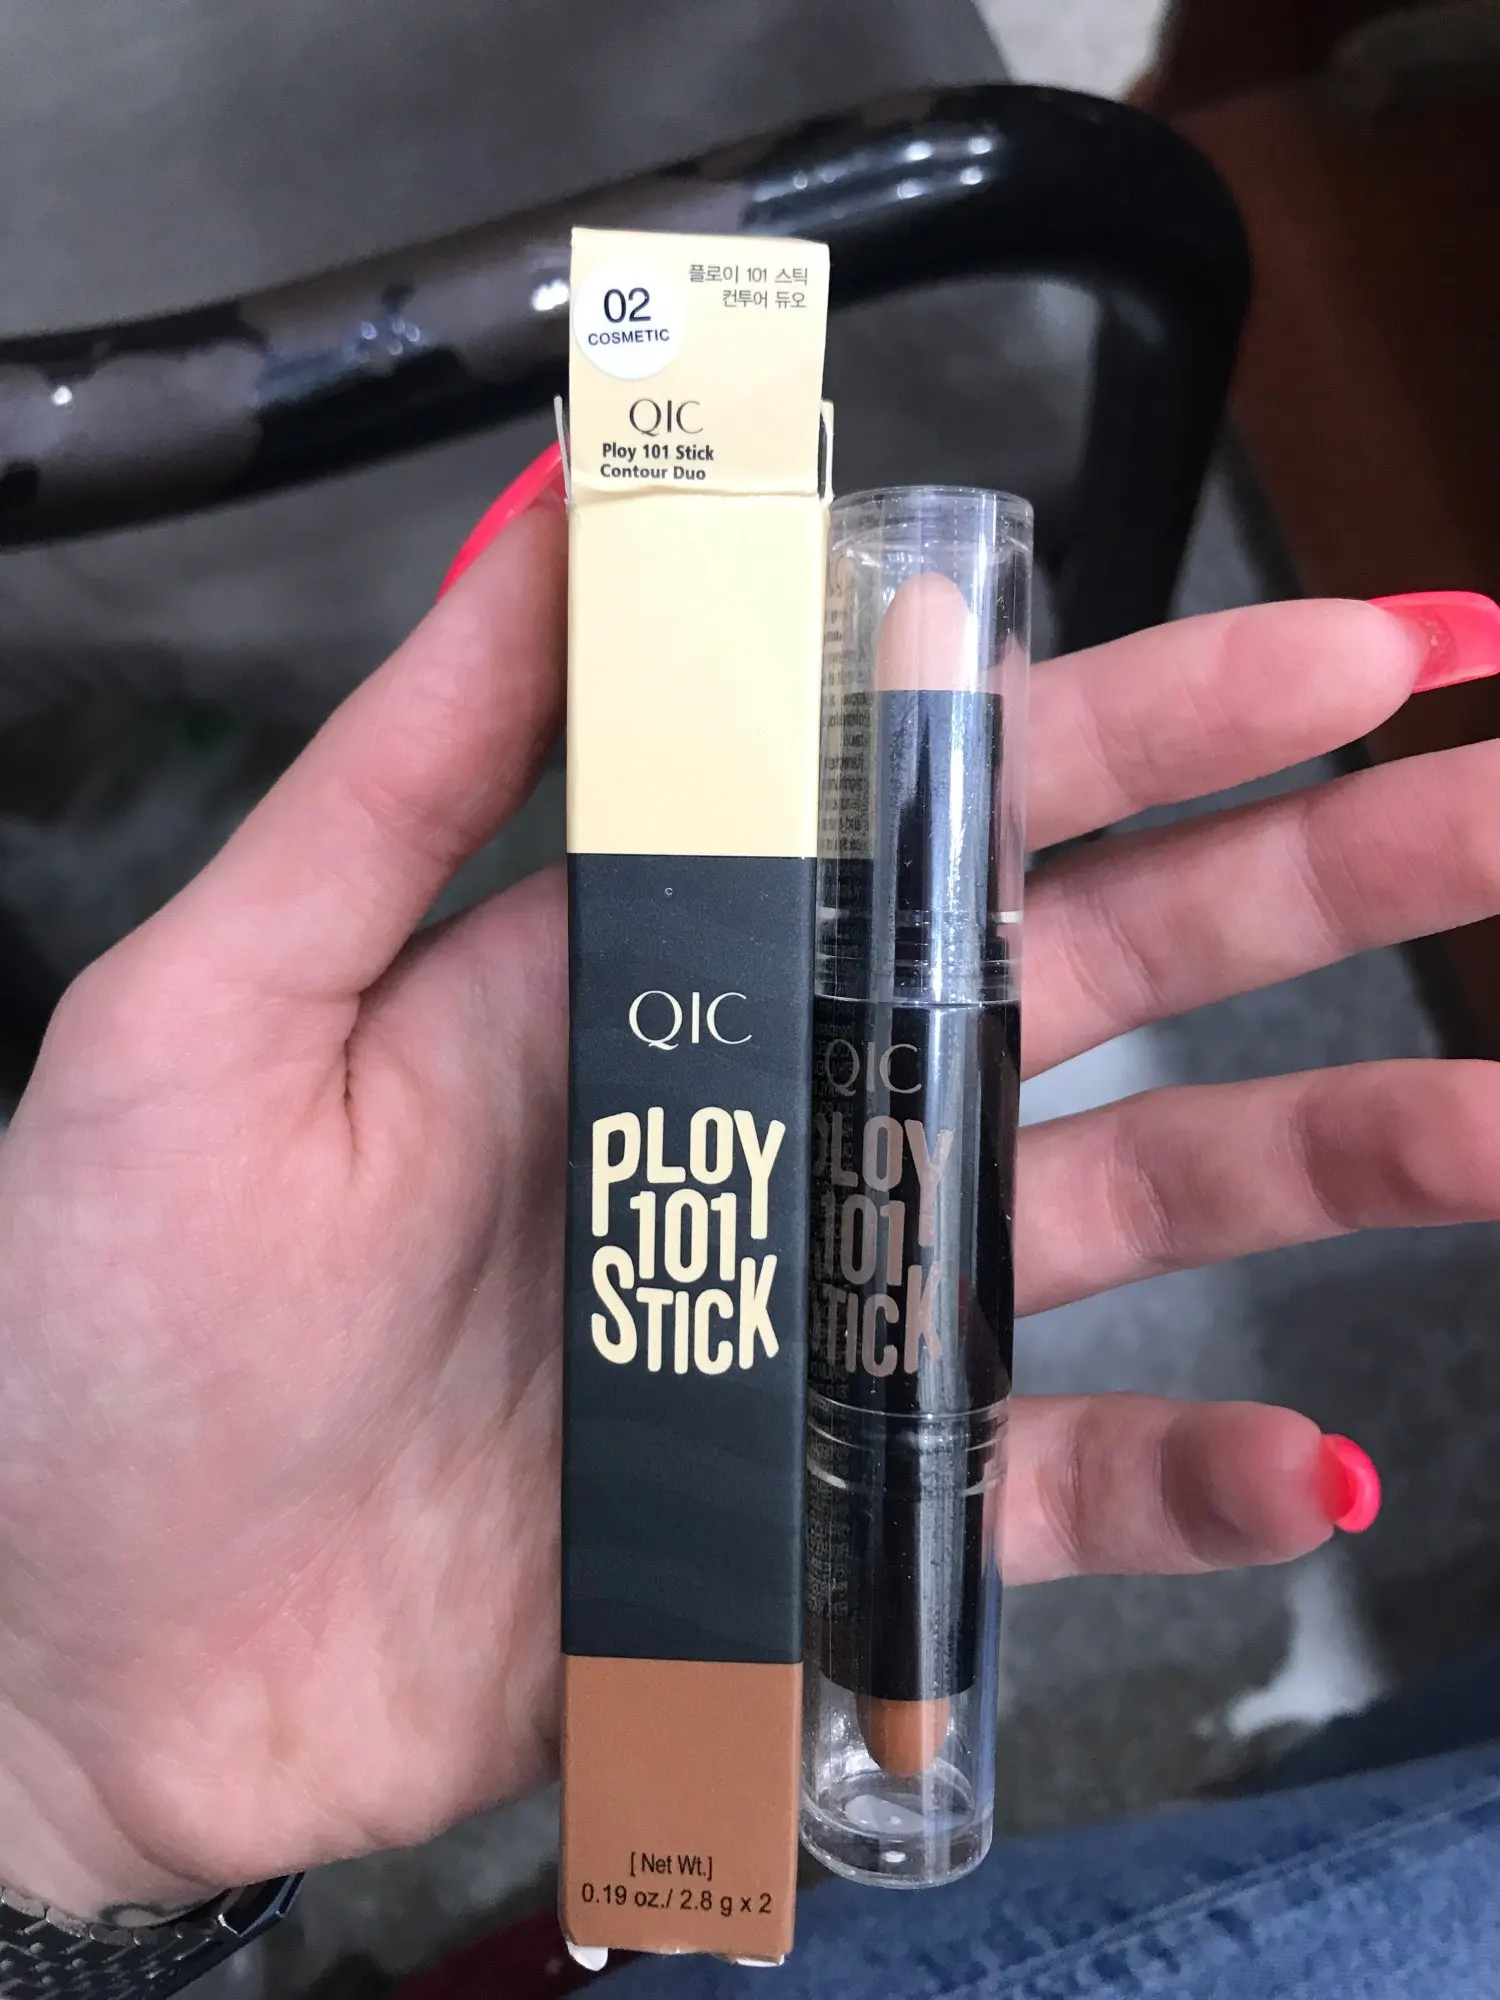 02
COSMETIC
플로이 101 스틱
컨투어 듀오
QIC
Ploy 101 Stick
Contour Duo
QIC
PLOY
101
STICK
[ Net Wt.]
0.19 oz./ 2.8 g x 2
QIC
PLOY
101
STICK